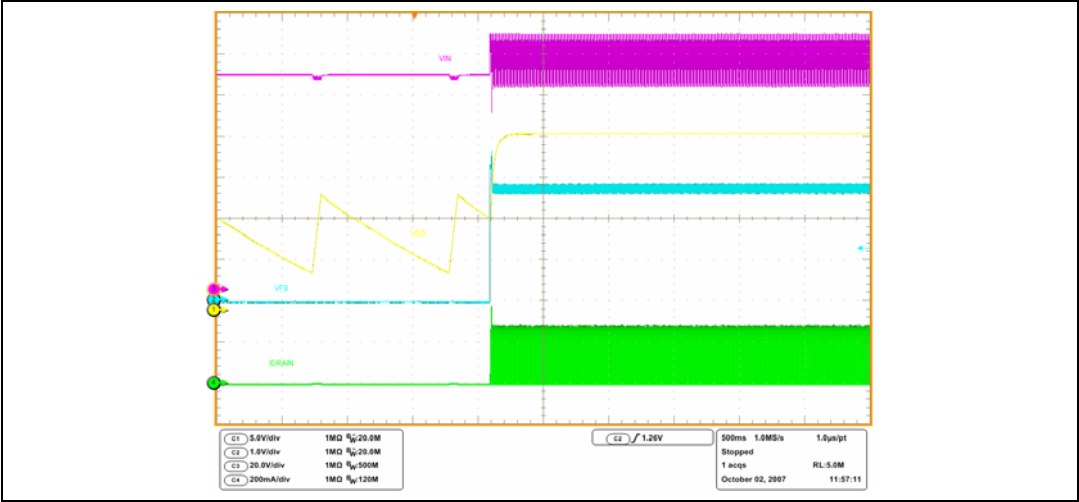 VIN
VDD
VFB
IDRAIN
C1 5.0V/div 1MΩ BW:20.0M
C2 1.0V/div 1MΩ BW:20.0M
C3 20.0V/div 1MΩ BW:500M
C4 200mA/div 1MΩ BW:120M
C2 1.26V
500ms 1.0MS/s 1.0µs/pt
Stopped
1 acqs RL:5.0M
October 02, 2007 11:57:11